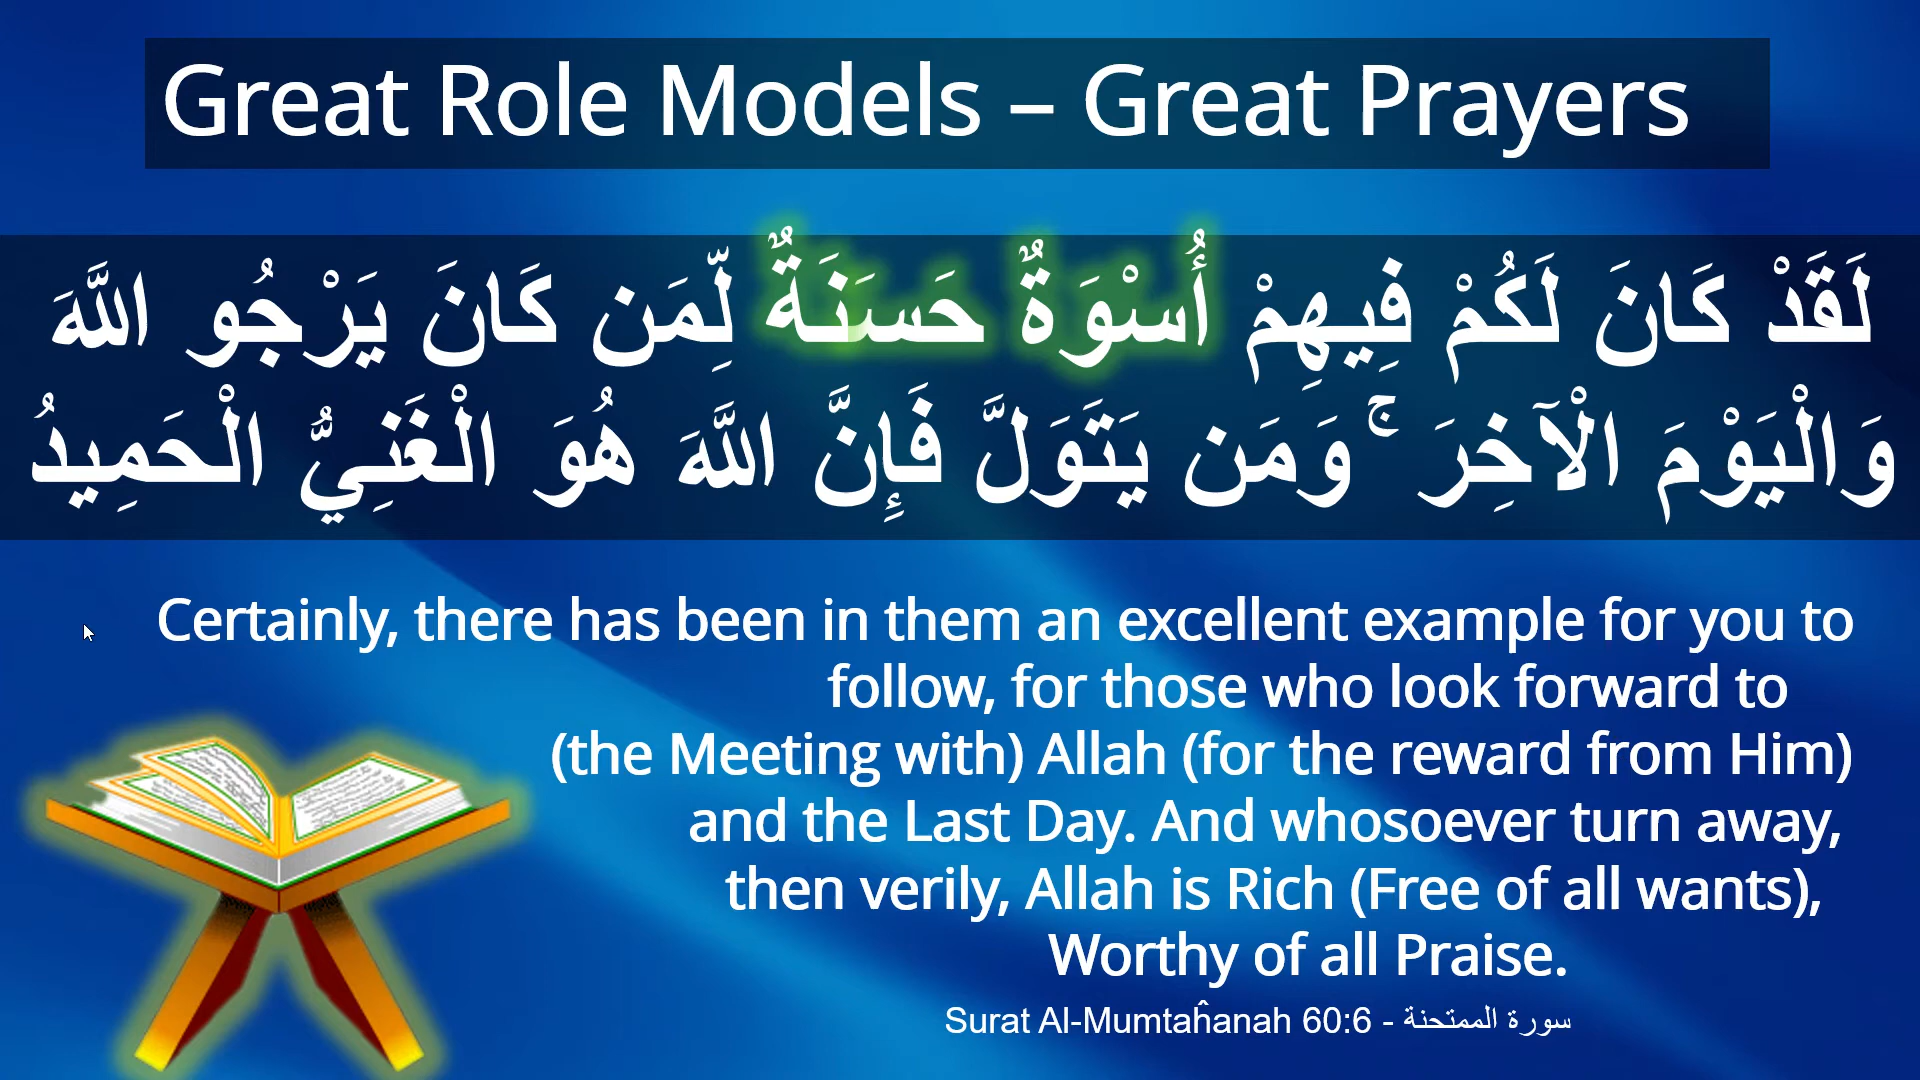 Great Role Models – Great Prayers
لَقَدْ كَانَ لَكُمْ فِيهِمْ أُسْوَةٌ حَسَنَةٌ لِّمَن كَانَ يَرْجُو اللَّهَ
وَالْيَوْمَ الْآخِرَ ۚ وَمَن يَتَوَلَّ فَإِنَّ اللَّهَ هُوَ الْغَنِيُّ الْحَمِيدُ
Certainly, there has been in them an excellent example for you to
follow, for those who look forward to
(the Meeting with) Allah (for the reward from Him)
and the Last Day. And whosoever turn away,
then verily, Allah is Rich (Free of all wants),
Worthy of all Praise.
Surat Al-Mumtaĥanah 60:6 - سورة الممتحنة